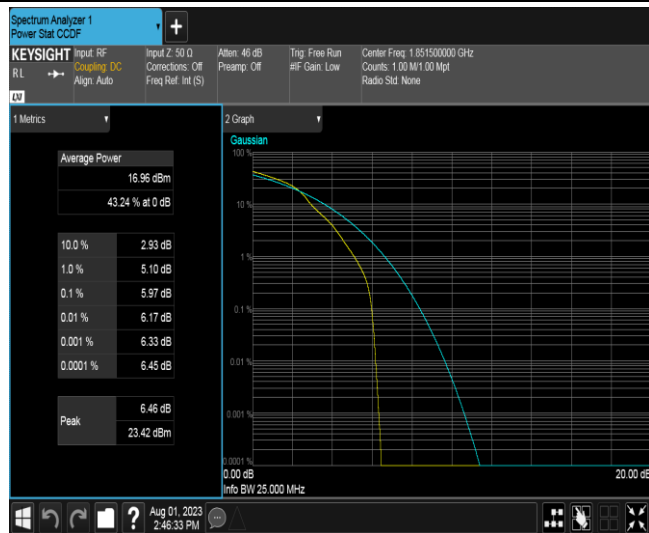 Spectrum Analyzer 1
Power Stat CCDF
+
KEYSIGHT
RL
LXI
Input: RF
Coupling: DC
Align: Auto
Input Z: 50 Ω
Corrections: Off
Freq Ref: Int (S)
Atten: 46 dB
Preamp: Off
Trig: Free Run
#IF Gain: Low
Center Freq: 1.851500000 GHz
Counts: 1.00 M/1.00 Mpt
Radio Std: None
1 Metrics
Average Power
16.96 dBm
43.24 % at 0 dB
10.0 % 2.93 dB
1.0 % 5.10 dB
0.1 % 5.97 dB
0.01 % 6.17 dB
0.001 % 6.33 dB
0.0001 % 6.45 dB
Peak
6.46 dB
23.42 dBm
2 Graph
Gaussian
100 %
10 %
1 %
0.1 %
0.01 %
0.001 %
0.0001 %
0.00 dB
20.00 dB
Info BW 25.000 MHz
?
Aug 01, 2023
2:46:33 PM